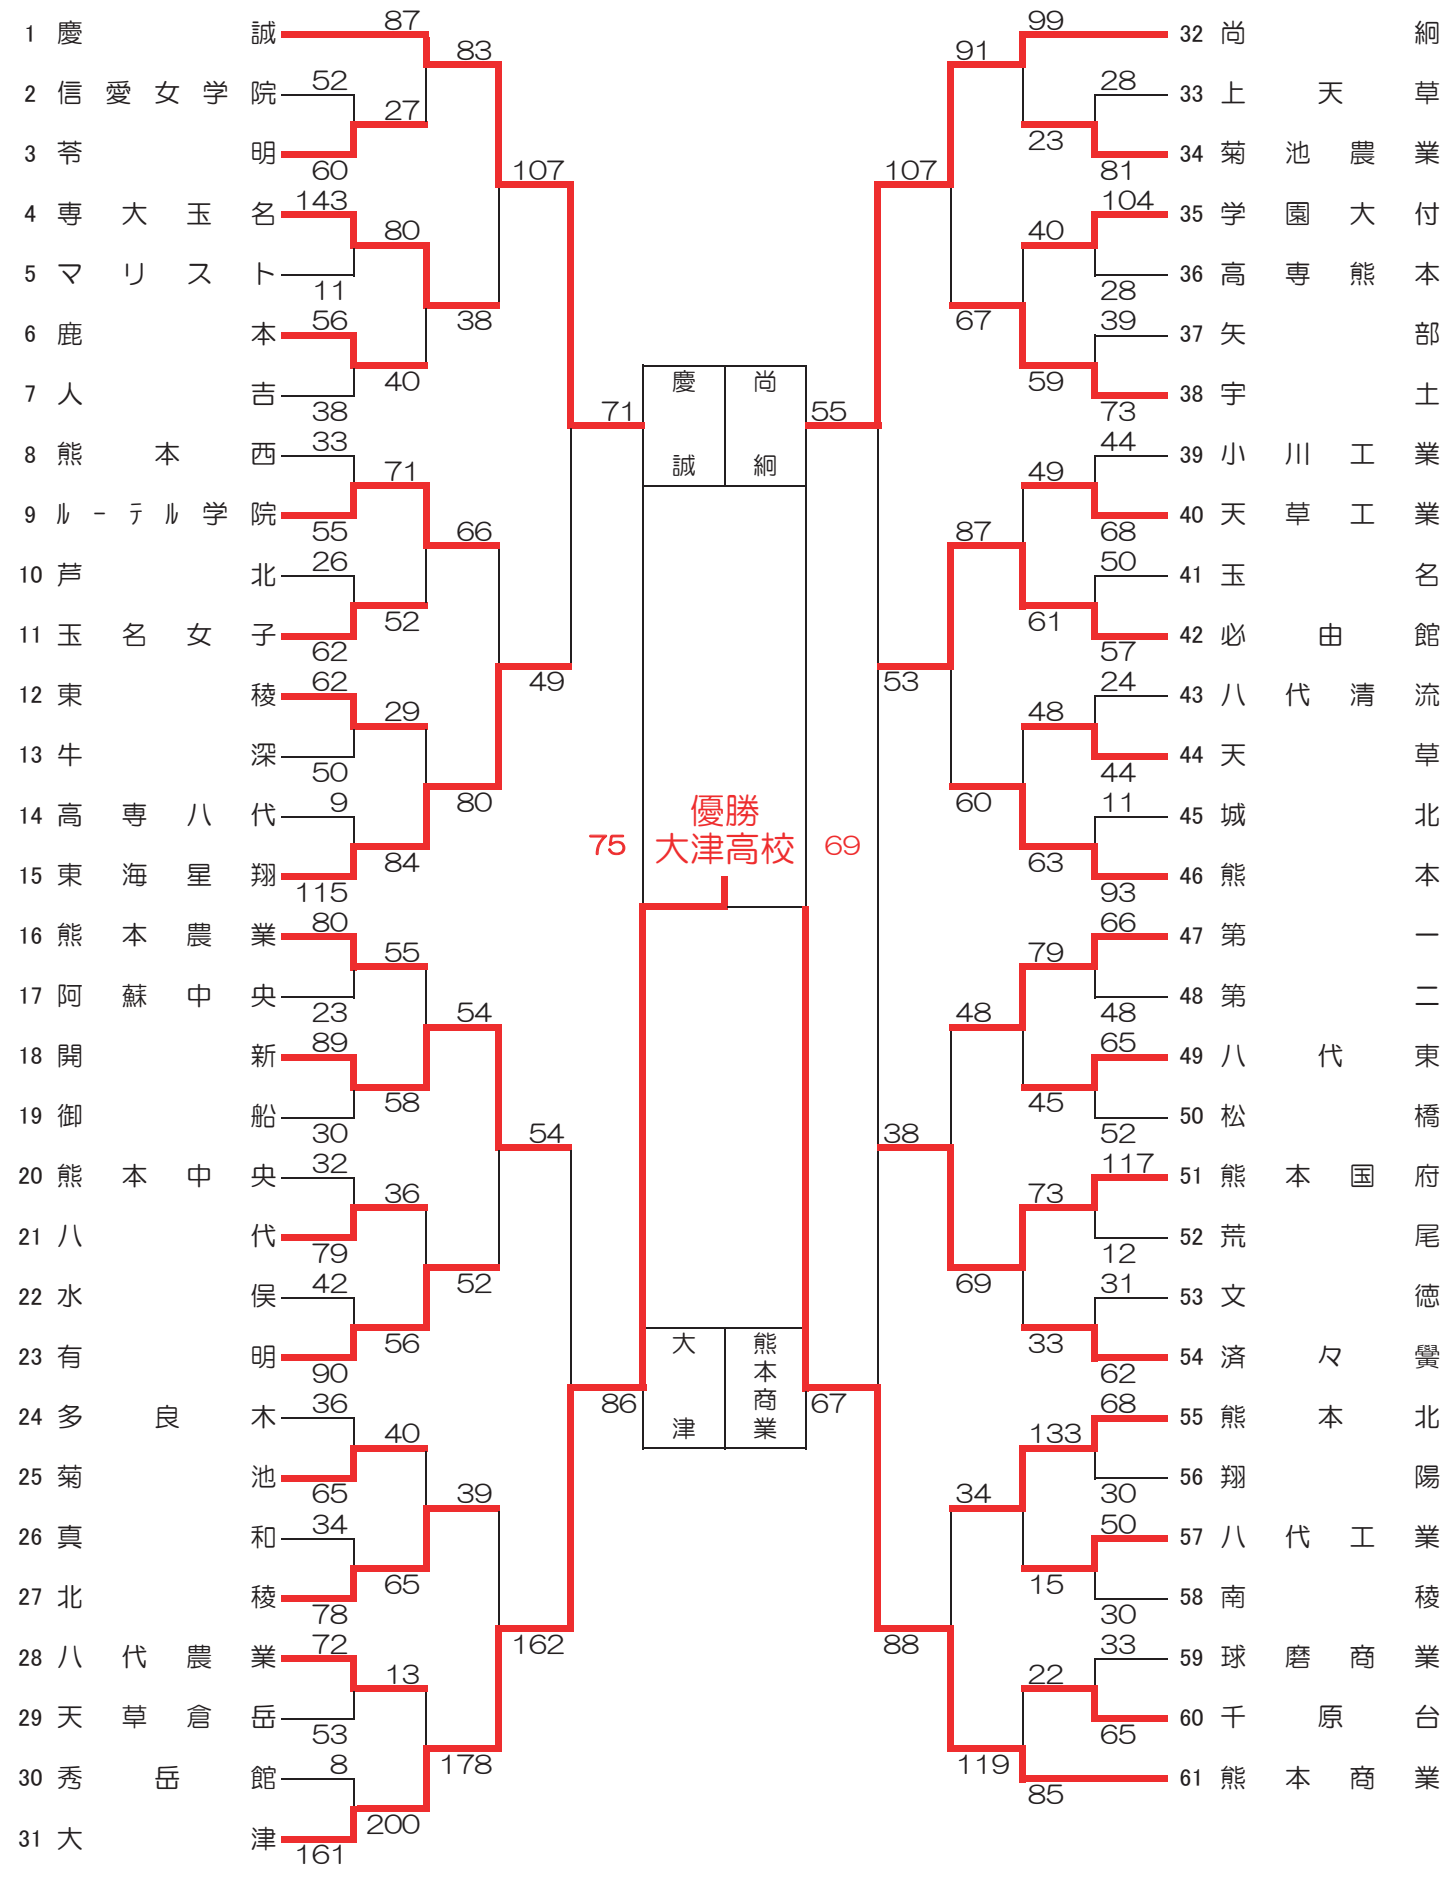 1 慶誠 87
2 信愛女学院 52
3 苓明 60
4 専大玉名 143
5 マリスト 11
6 鹿本 56
7 人吉 38
8 熊本西 33
9 ﾙｰﾃﾙ学院 55
10 芦北 26
11 玉名女子 62
12 東稜 62
13 牛深 50
14 高専八代 9
15 東海星翔 115
16 熊本農業 80
17 阿蘇中央 23
18 開新 89
19 御船 30
20 熊本中央 32
21 八代 79
22 水俣 42
23 有明 90
24 多良木 36
25 菊池 65
26 真和 34
27 北稜 78
28 八代農業 72
29 天草倉岳 53
30 秀岳館 8
31 大津 161
27
80
40
71
52
29
84
55
58
36
56
40
65
13
200
83
38
66
80
54
52
39
178
107
49
54
162
71
86
慶誠
尚絅
優勝
大津高校
75
69
大津
熊本商業
55
67
107
53
38
88
91
67
87
60
48
69
34
119
23
40
59
49
61
48
63
79
45
73
33
133
15
22
85
99 32 尚絅
28 33 上天草
81 34 菊池農業
104 35 学園大付
28 36 高専熊本
39 37 矢部
73 38 宇土
44 39 小川工業
68 40 天草工業
50 41 玉名
57 42 必由館
24 43 八代清流
44 44 天草
11 45 城北
93 46 熊本
66 47 第一
48 48 第二
65 49 八代東
52 50 松橋
117 51 熊本国府
12 52 荒尾
31 53 文徳
62 54 済々黌
68 55 熊本北
30 56 翔陽
50 57 八代工業
30 58 南稜
33 59 球磨商業
65 60 千原台
61 熊本商業